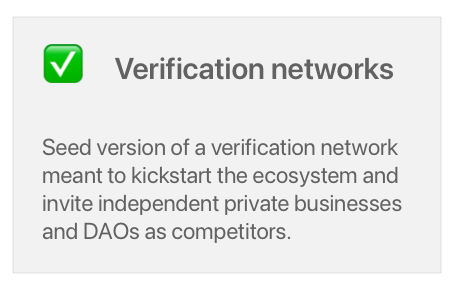 Verification networks
Seed version of a verification network
meant to kickstart the ecosystem and
invite independent private businesses
and DAOs as competitors.